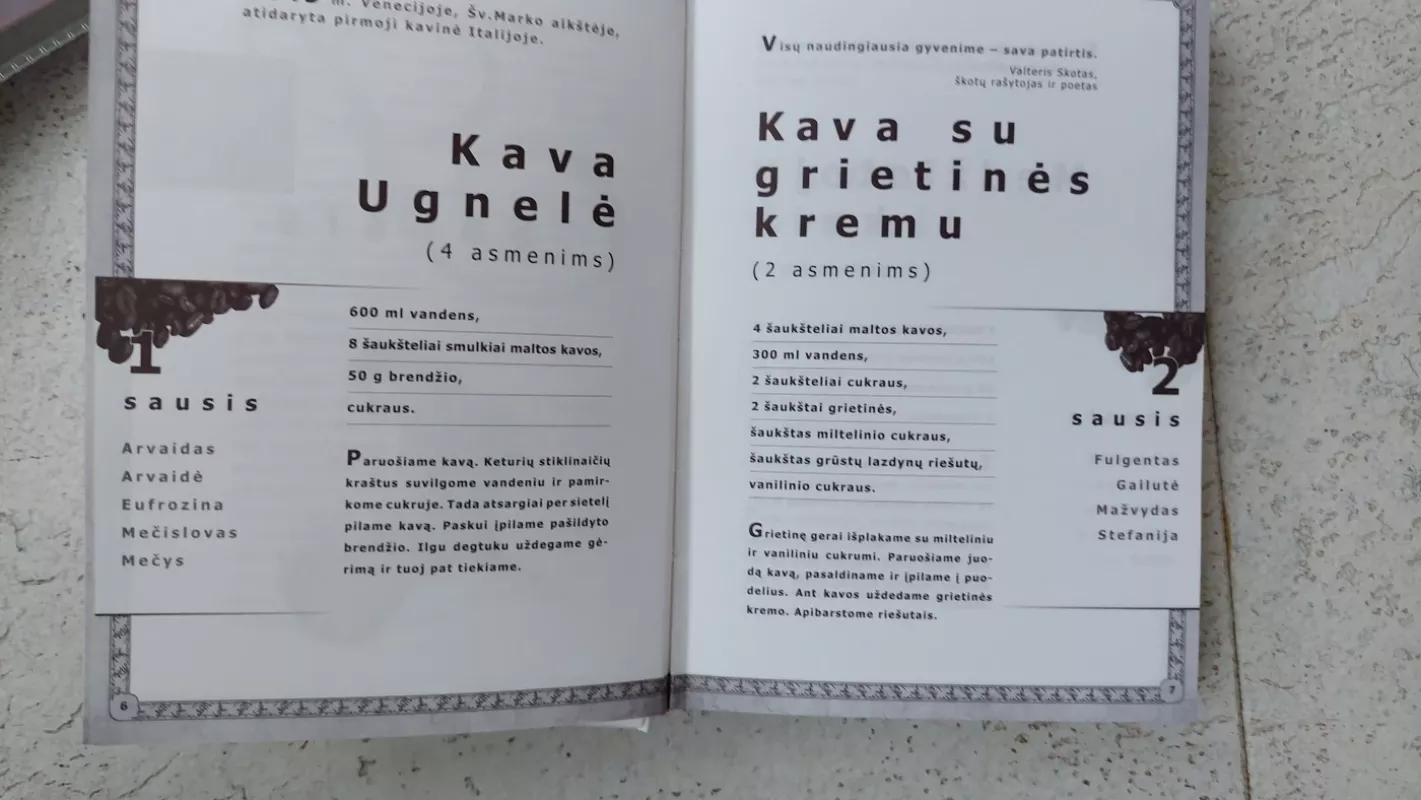 m. Venecijoje, Šv.Marko aikštėje,
atidaryta pirmoji kavinė Italijoje.
Kava
Ugnelė
(4 asmenims)
1
sausis
Arvaidas
Arvaidė
Eufrozina
Mečislovas
Mečys
600 ml vandens,
8 šaukšteliai smulkiai maltos kavos,
50 g brendžio,
cukraus.
Paruošiame kavą. Keturių stiklinaičių
kraštus suvilgome vandeniu ir pamir-
kome cukruje. Tada atsargiai per sietelį
pilame kavą. Paskui įpilame pašildyto
brendžio. Ilgu degtuku uždegame gė-
rimą ir tuoj pat tiekiame.
6
Visų naudingiausia gyvenime – sava patirtis.
Valteris Skotas,
škotų rašytojas ir poetas
Kava su
grietinės
kremu
(2 asmenims)
4 šaukšteliai maltos kavos,
300 ml vandens,
2 šaukšteliai cukraus,
2 šaukštai grietinės,
šaukštas miltelinio cukraus,
šaukštas grūstų lazdynų riešutų,
vanilinio cukraus.
Grietinę gerai išplakame su milteliniu
ir vaniliniu cukrumi. Paruošiame juo-
dą kavą, pasaldiname ir įpilame į puo-
delius. Ant kavos uždedame grietinės
kremo. Apibarstome riešutais.
2
sausis
Fulgentas
Gailutė
Mažvydas
Stefanija
7